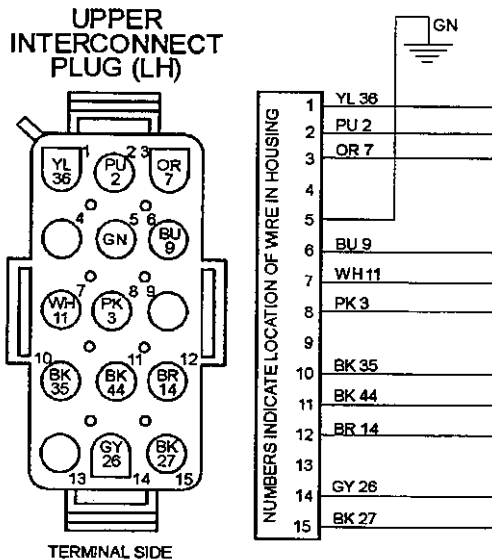 UPPER
INTERCONNECT
PLUG (LH)
YL
36
1
PU
2
2
3
OR
7
4
GN
5
6
BU
9
WH
11
7
PK
3
8
9
10
BK
35
BK
44
11
BR
14
12
13
GY
26
14
BK
27
15
TERMINAL SIDE
NUMBERS INDICATE LOCATION OF WIRE IN HOUSING
GN
1 YL 36
2 PU 2
3 OR 7
4
5
6 BU 9
7 WH 11
8 PK 3
9
10 BK 35
11 BK 44
12 BR 14
13
14 GY 26
15 BK 27